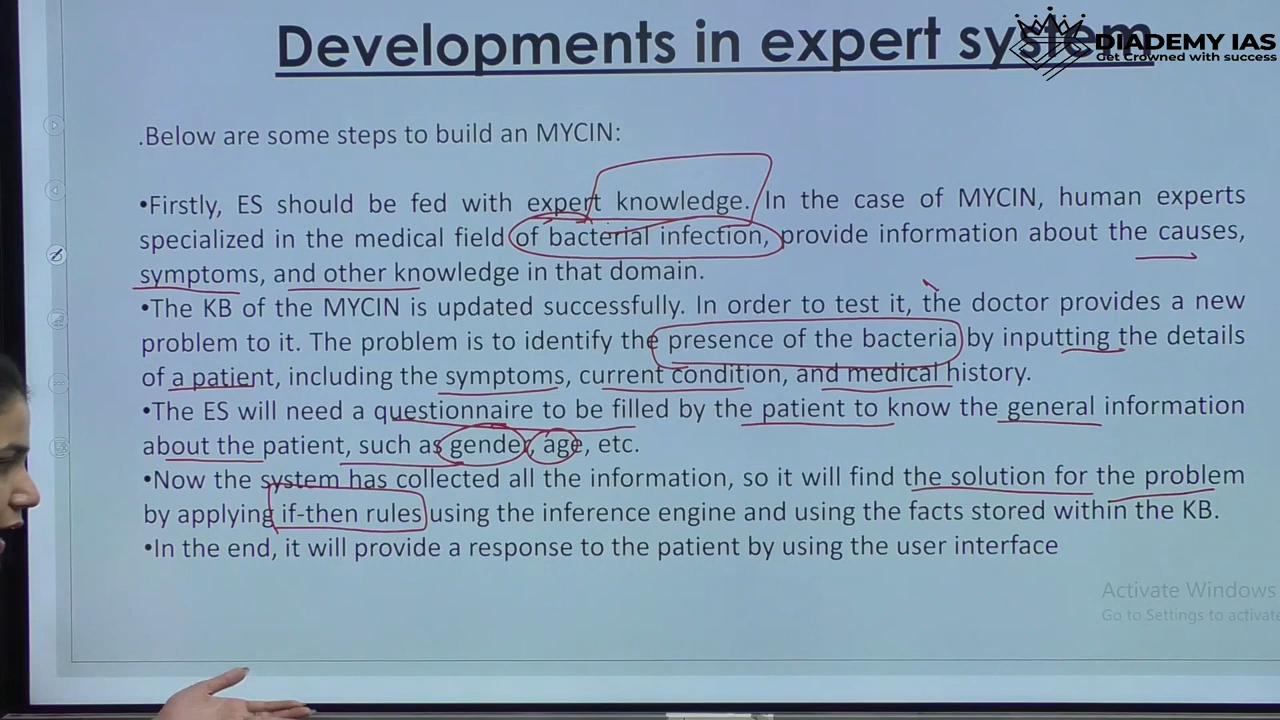 Developments in expert system
DIADEMY IAS
Get Crowned with success
.Below are some steps to build an MYCIN:
•Firstly, ES should be fed with expert knowledge. In the case of MYCIN, human experts
specialized in the medical field of bacterial infection, provide information about the causes,
symptoms, and other knowledge in that domain.
•The KB of the MYCIN is updated successfully. In order to test it, the doctor provides a new
problem to it. The problem is to identify the presence of the bacteria by inputting the details
of a patient, including the symptoms, current condition, and medical history.
•The ES will need a questionnaire to be filled by the patient to know the general information
about the patient, such as gender, age, etc.
•Now the system has collected all the information, so it will find the solution for the problem
by applying if-then rules using the inference engine and using the facts stored within the KB.
•In the end, it will provide a response to the patient by using the user interface
Activate Windows
Go to Settings to activate